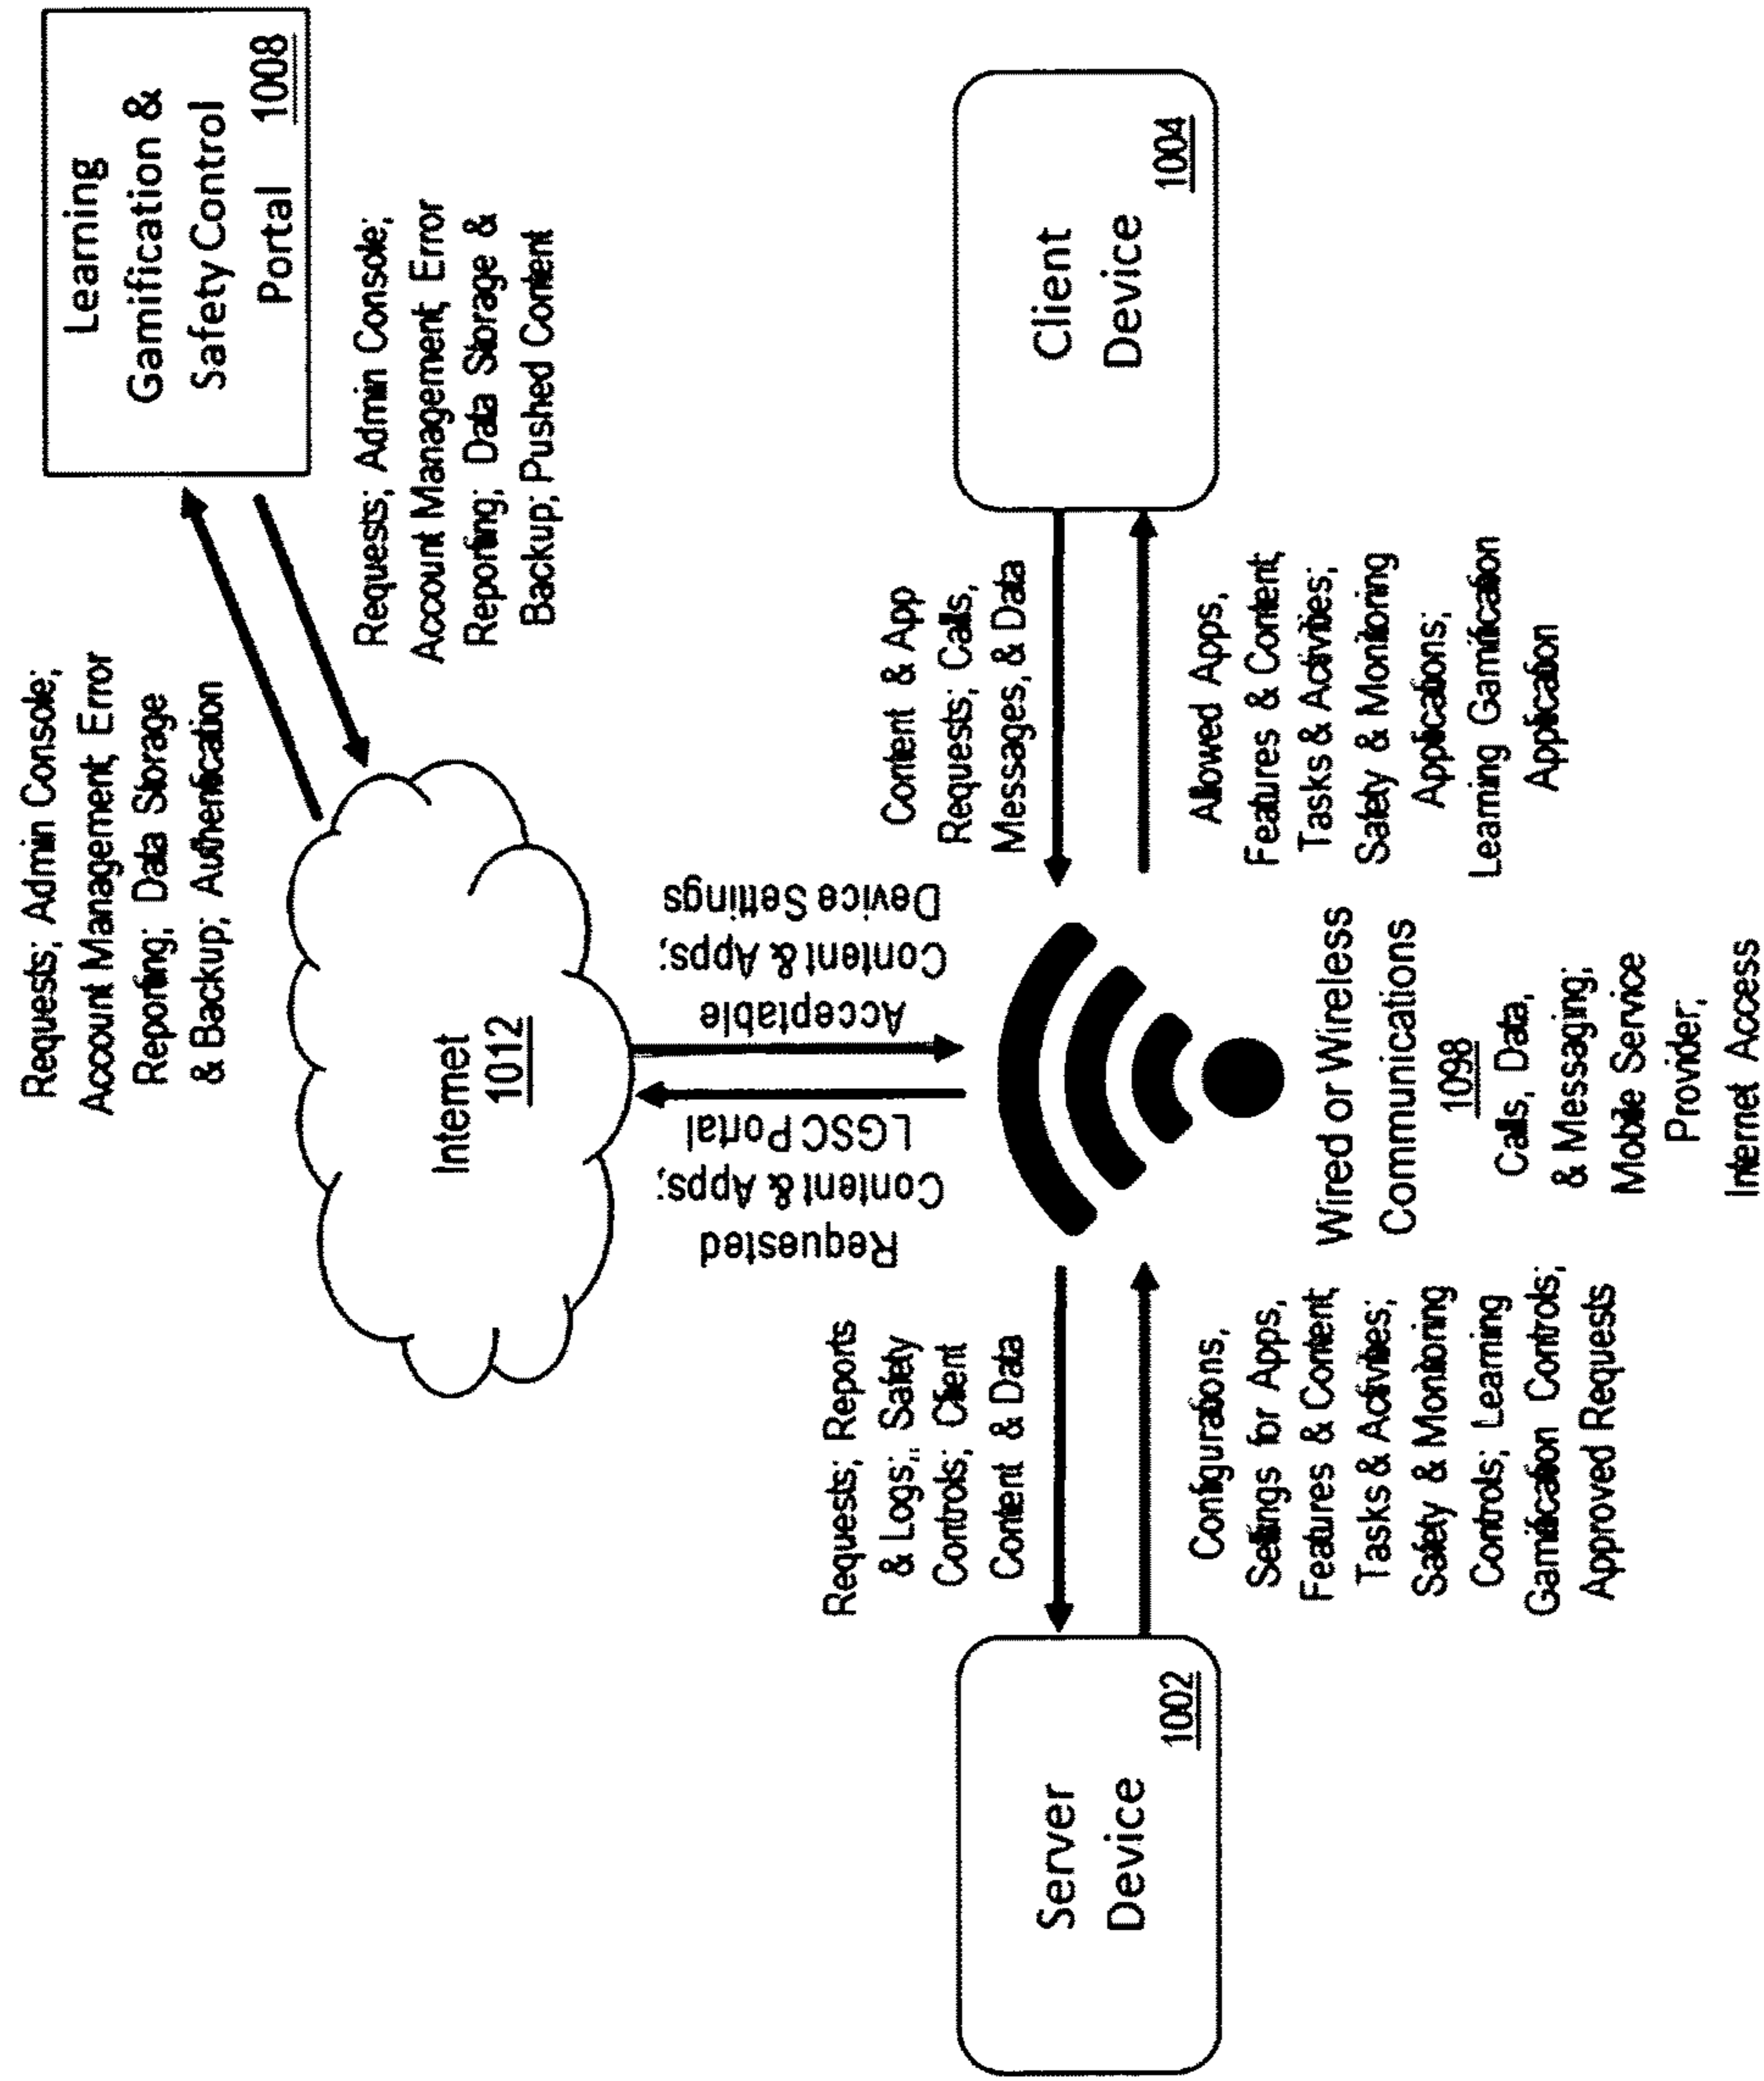 Learning
Gamification &
Safety Control
Portal 1008
Requests; Admin Console;
Account Management; Error
Reporting; Data Storage
& Backup; Authentication
Requests; Admin Console;
Account Management; Error
Reporting; Data Storage &
Backup; Pushed Content
Internet
1012
Requested
Content & Apps;
LGSC Portal
Acceptable
Content & Apps;
Device Settings
Server
Device
1002
Requests; Reports
& Logs;. Safety
Controls; Client
Content & Data
Configurations,
Settings for Apps,
Features & Content;
Tasks & Activities;
Safety & Monitoring
Controls; Learning
Gamification Controls;
Approved Requests
Wired or Wireless
Communications
1098
Calls, Data,
& Messaging;
Mobile Service
Provider;
Internet Access
Content & App
Requests; Calls,
Messages, & Data
Allowed Apps,
Features & Content;
Tasks & Activities;
Safety & Monitoring
Applications;
Learning Gamification
Application
Client
Device
1004